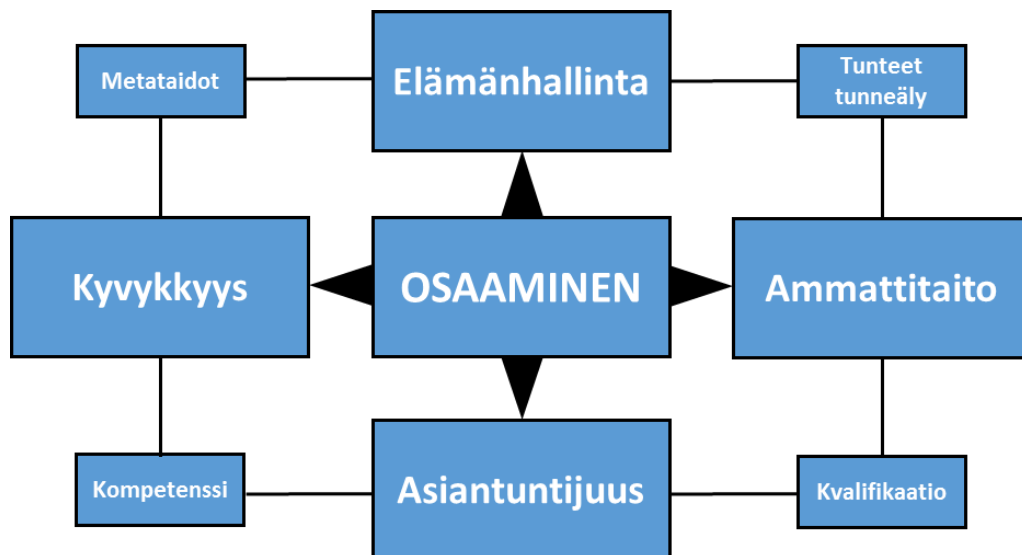 Metataidot
Elämänhallinta
Tunteet
tunneäly
Kyvykkyys
OSAAMINEN
Ammattitaito
Kompetenssi
Asiantuntijuus
Kvalifikaatio